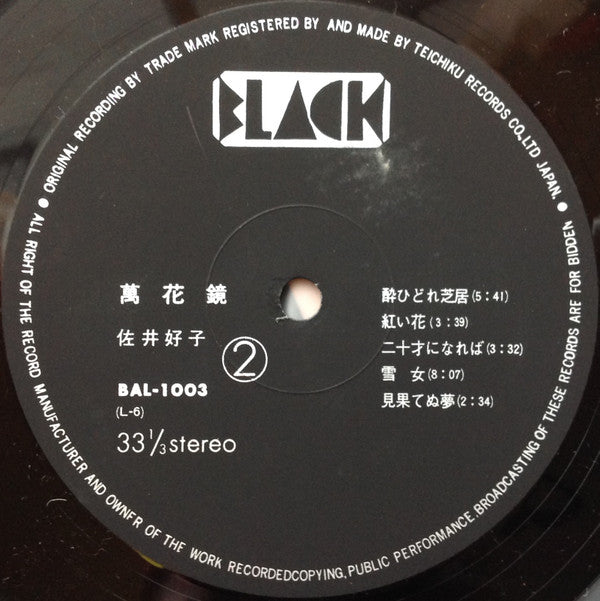 ● ORIGINAL RECORDING BY TRADE MARK REGISTERED BY AND MADE BY TEICHIKU RECORDS CO.,LTD JAPAN.
● ALL RIGHT OF THE RECORD MANUFACTURER AND OWNFR OF THE WORK RECORDEDCOPYING, PUBLIC PERFORMANCE, BROADCASTING OF THESE RECORDS ARE FOR BIDDEN
BLACK
萬花鏡
佐井好子
②
BAL-1003
(L-6)
33⅓stereo
酔ひどれ芝居(5:41)
紅い花(3:39)
二十才になれば(3:32)
雪女(8:07)
見果てぬ夢(2:34)